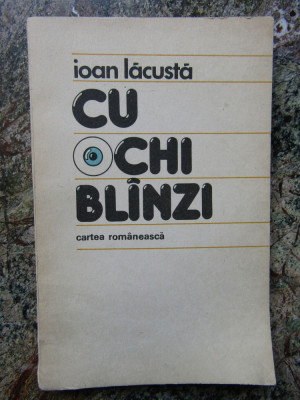 ioan lăcustă
CU
OCHI
BLÎNZI
cartea românească